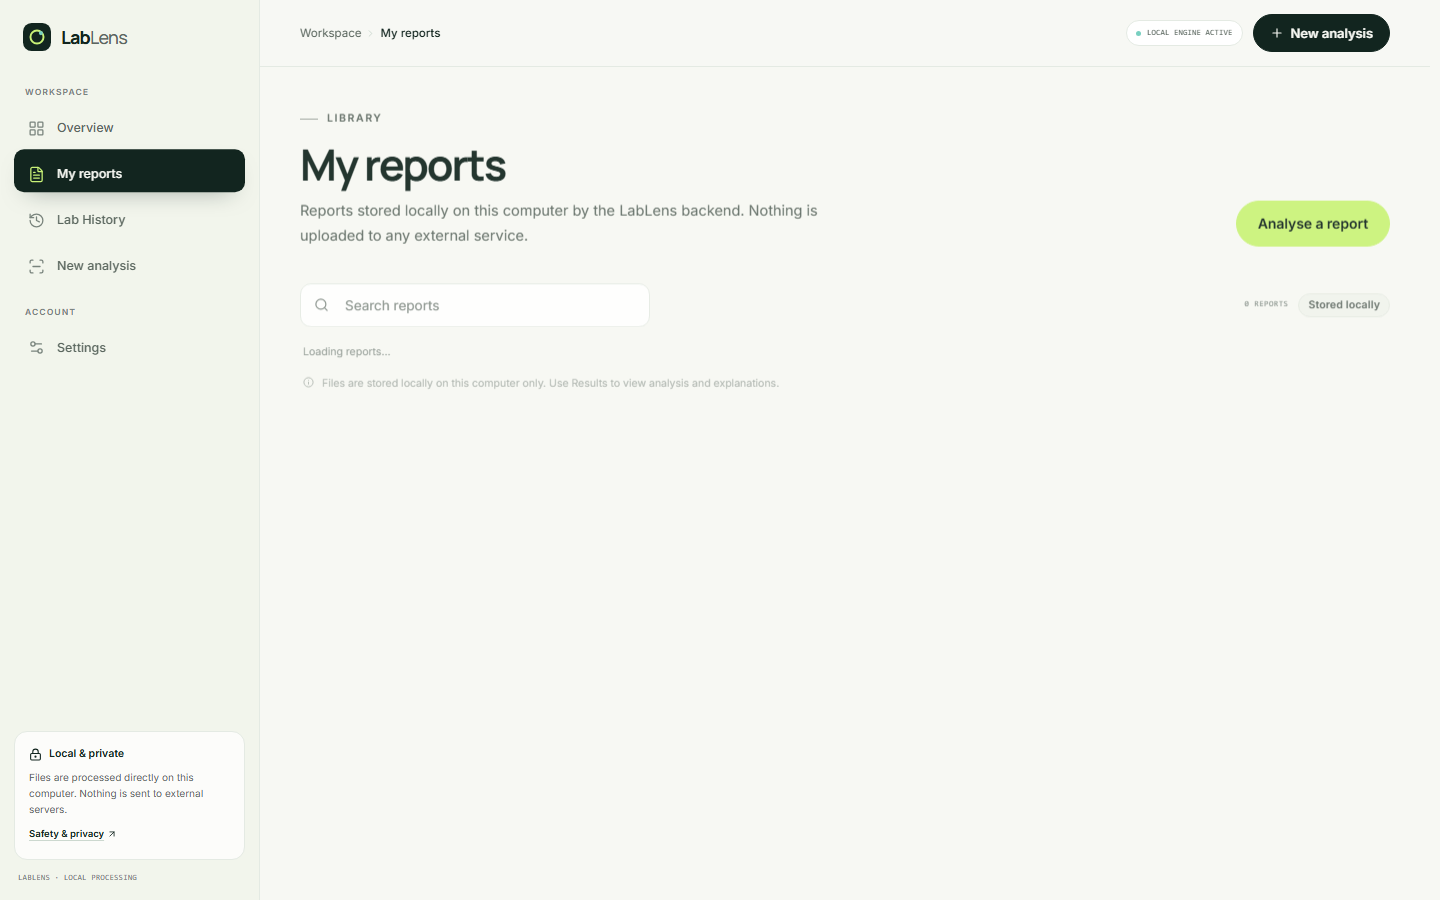 LabLens
WORKSPACE
Overview
My reports
Lab History
New analysis
ACCOUNT
Settings
Local & private
Files are processed directly on this
computer. Nothing is sent to external
servers.
Safety & privacy
LABLENS · LOCAL PROCESSING
Workspace
My reports
LOCAL ENGINE ACTIVE
New analysis
LIBRARY
My reports
Reports stored locally on this computer by the LabLens backend. Nothing is
uploaded to any external service.
Analyse a report
Search reports
0 REPORTS
Stored locally
Loading reports...
Files are stored locally on this computer only. Use Results to view analysis and explanations.